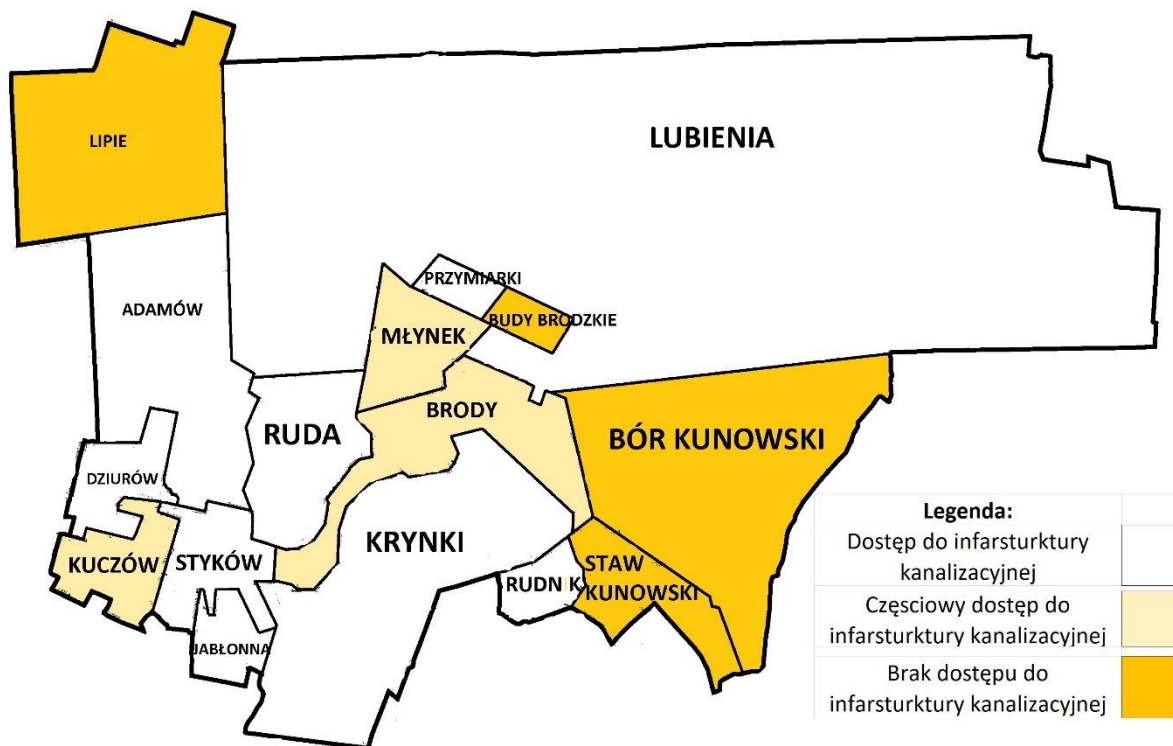 LIPIE
LUBIENIA
PRZYMIARKI
ADAMÓW
BUDY BRODZKIE
MŁYNEK
BRODY
RUDA
BÓR KUNOWSKI
DZIURÓW
KRYNKI
KUCZÓW
STYKÓW
STAW
KUNOWSKI
RUDN K
JABŁONNA
Legenda:
Dostęp do infarsturktury
kanalizacyjnej
Częsciowy dostęp do
infarsturktury kanalizacyjnej
Brak dostępu do
infarsturktury kanalizacyjnej